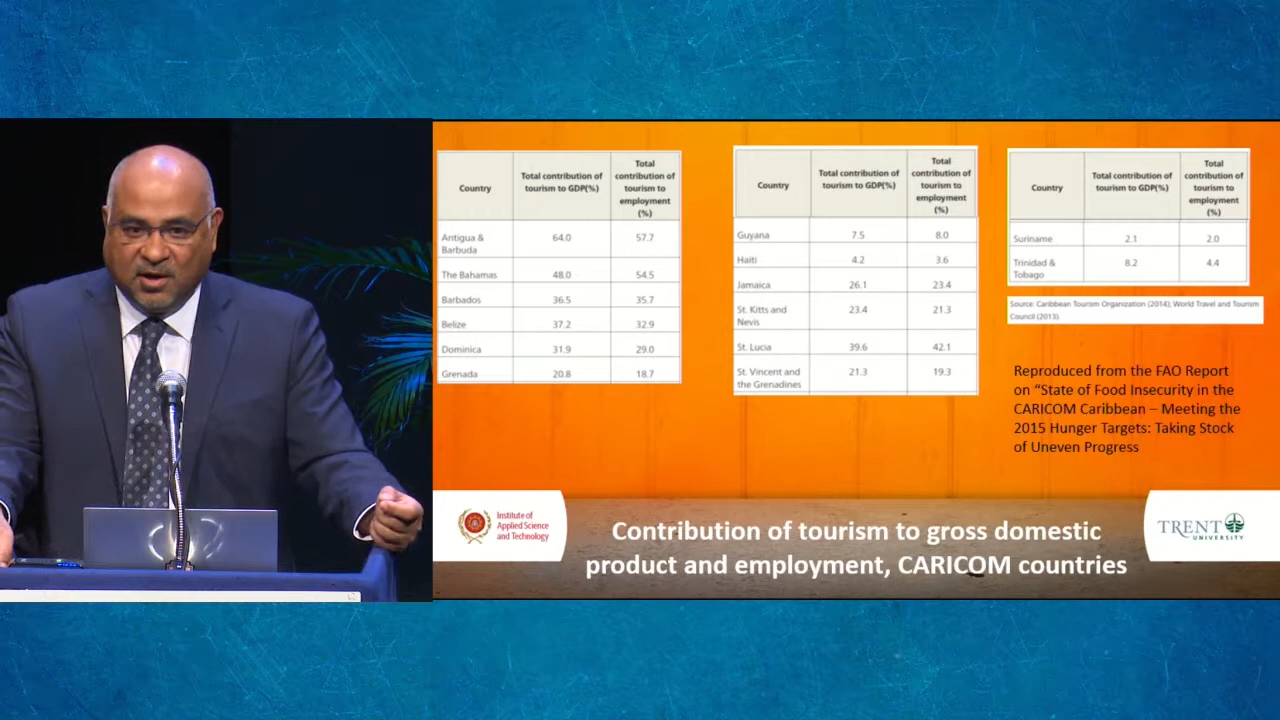 Country
Total contribution of tourism to GDP(%)
Total contribution of tourism to employment (%)
Antigua & Barbuda 64.0 57.7
The Bahamas 48.0 54.5
Barbados 36.5 35.7
Belize 37.2 32.9
Dominica 31.9 29.0
Grenada 20.8 18.7
Country
Total contribution of tourism to GDP(%)
Total contribution of tourism to employment (%)
Guyana 7.5 8.0
Haiti 4.2 3.6
Jamaica 26.1 23.4
St. Kitts and Nevis 23.4 21.3
St. Lucia 39.6 42.1
St. Vincent and the Grenadines 21.3 19.3
Country
Total contribution of tourism to GDP(%)
Total contribution of tourism to employment (%)
Suriname 2.1 2.0
Trinidad & Tobago 8.2 4.4
Source: Caribbean Tourism Organization (2014); World Travel and Tourism
Council (2013).
Reproduced from the FAO Report
on “State of Food Insecurity in the
CARICOM Caribbean – Meeting the
2015 Hunger Targets: Taking Stock
of Uneven Progress
Institute of
Applied Science
and Technology
Contribution of tourism to gross domestic
product and employment, CARICOM countries
TRENT
UNIVERSITY